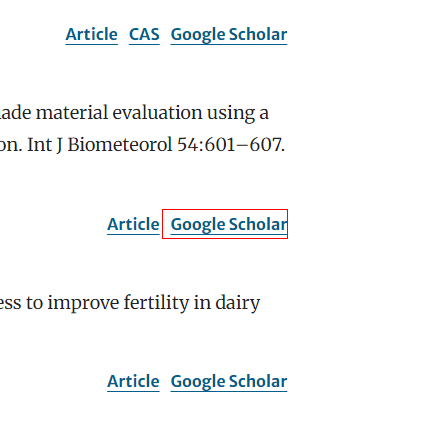 Article CAS Google Scholar
ade material evaluation using a
on. Int J Biometeorol 54:601–607.
Article Google Scholar
ess to improve fertility in dairy
Article Google Scholar